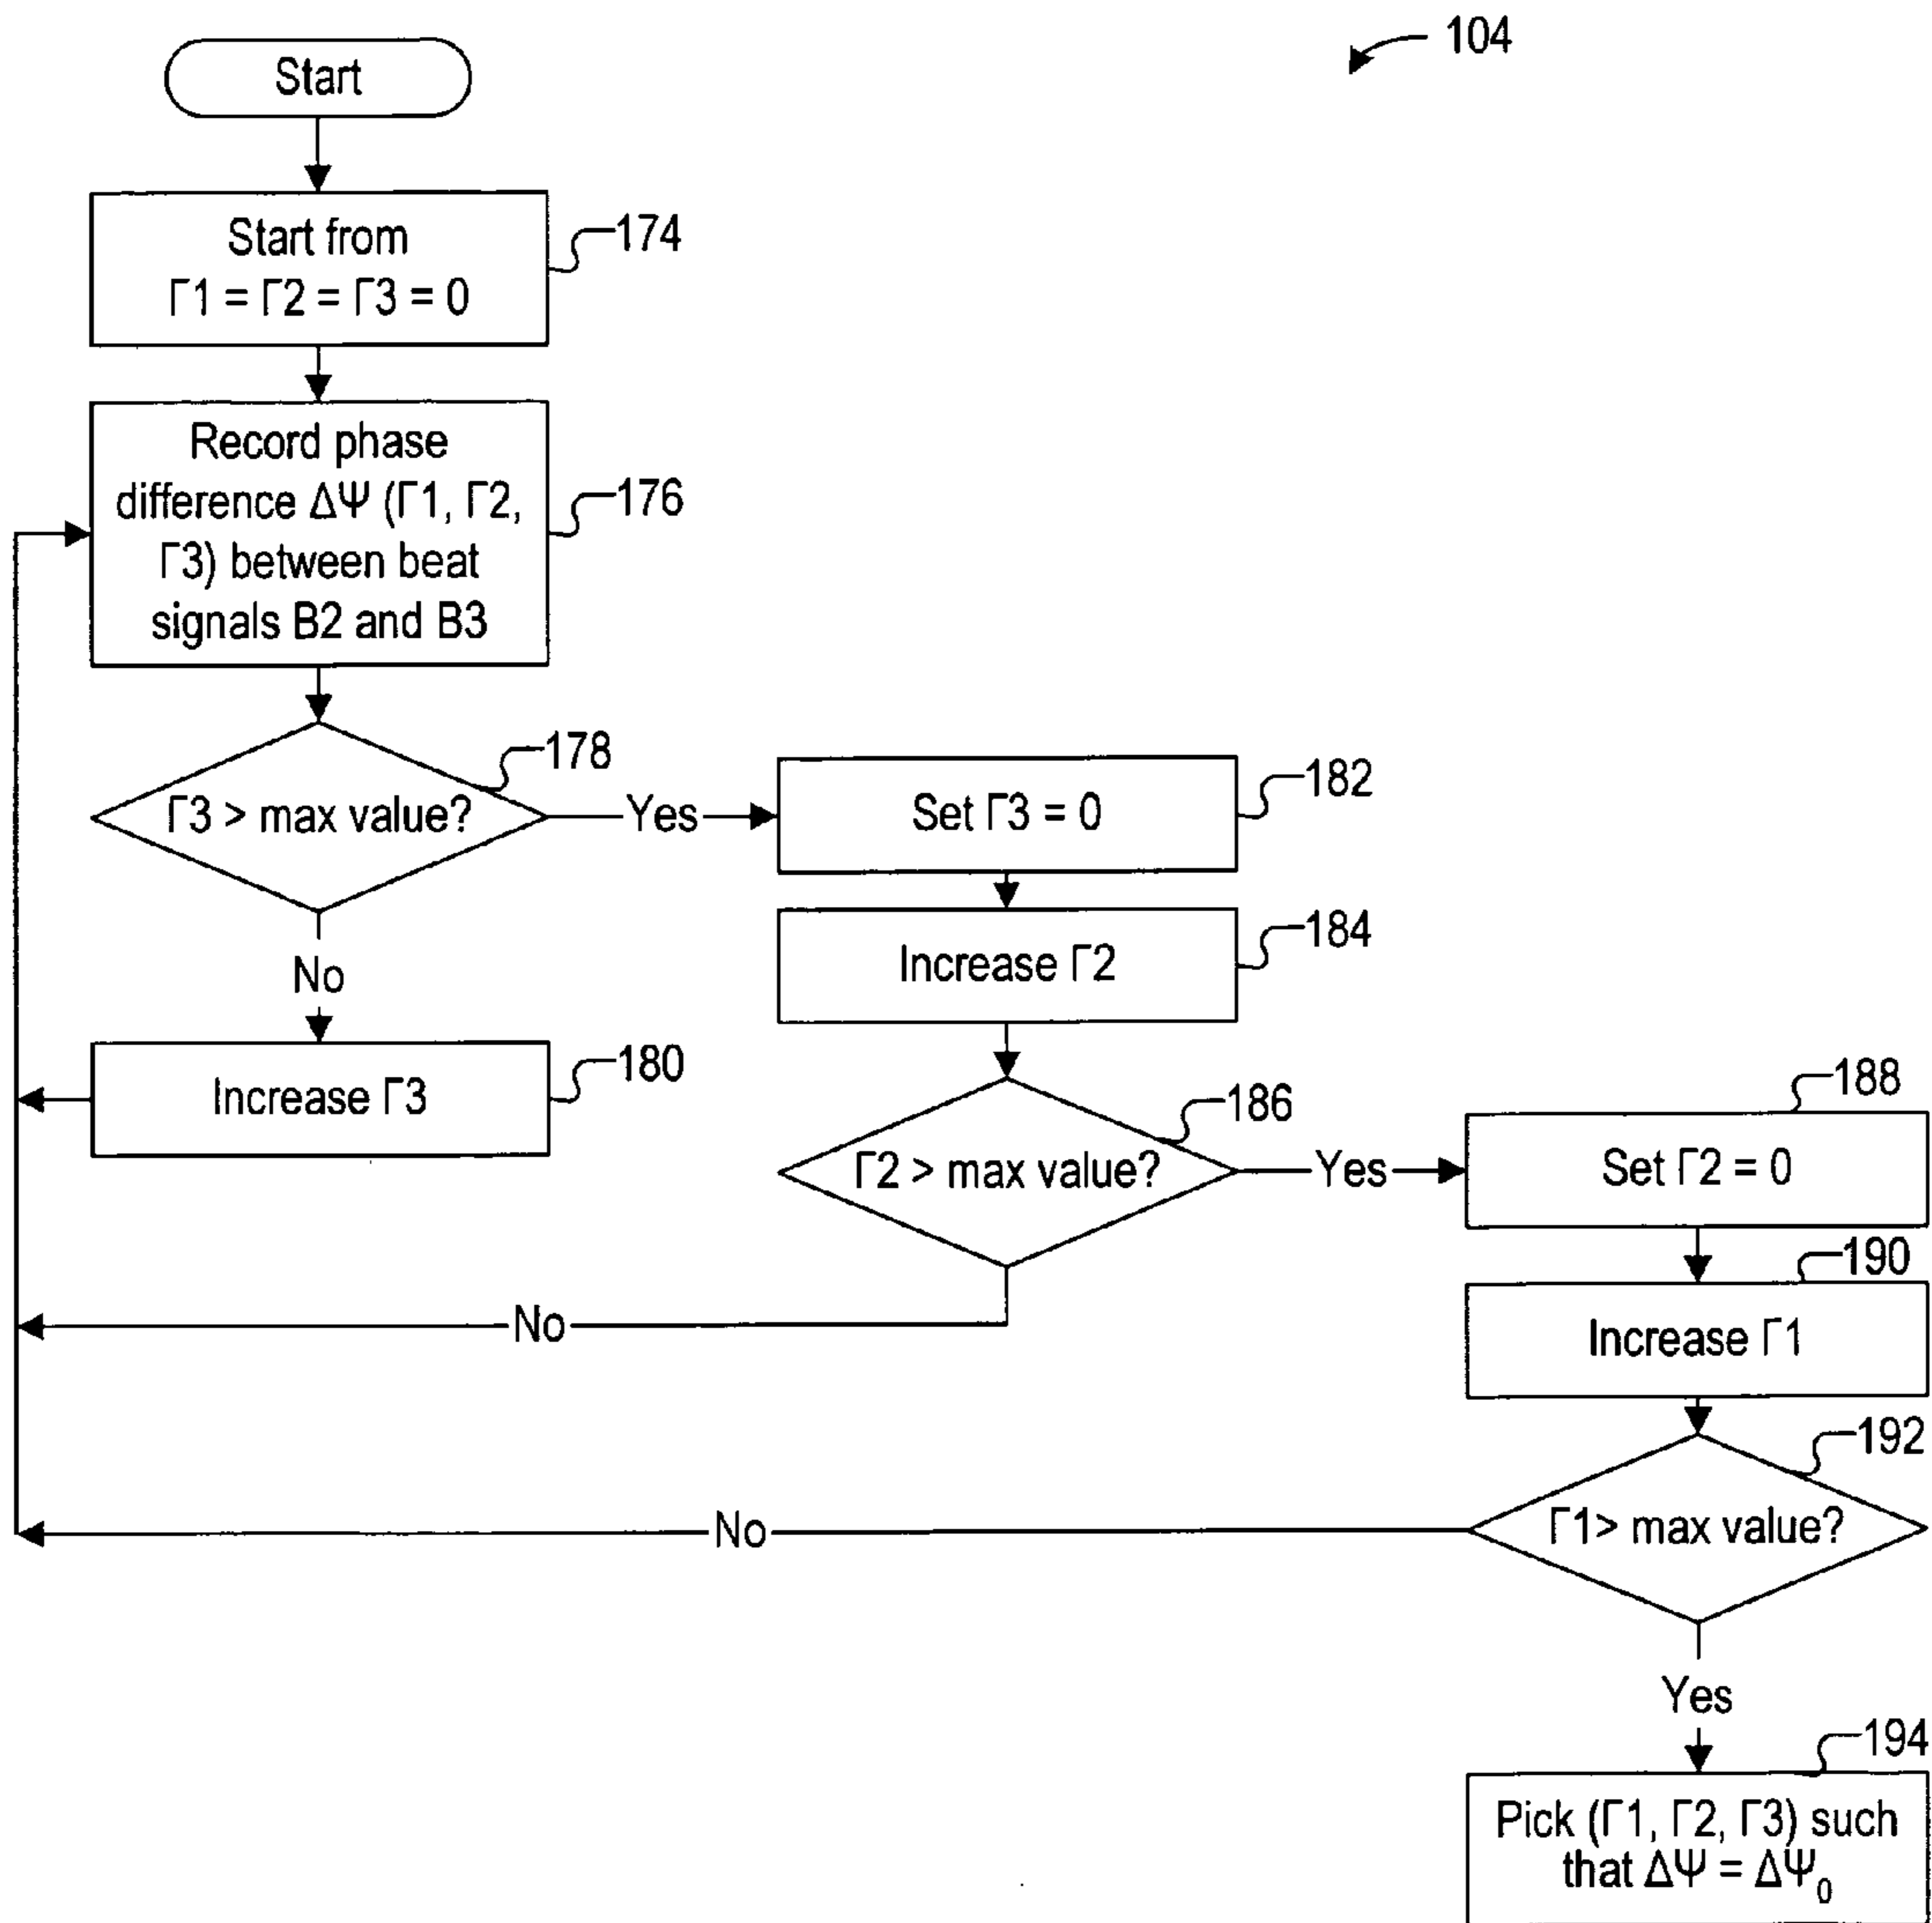 104
Start
Start from
Γ1 = Γ2 = Γ3 = 0
174
Record phase
difference ΔΨ (Γ1, Γ2,
Γ3) between beat
signals B2 and B3
176
Γ3 > max value?
178
Yes
No
Increase Γ3
180
Set Γ3 = 0
182
Increase Γ2
184
Γ2 > max value?
186
Yes
No
Set Γ2 = 0
188
Increase Γ1
190
Γ1> max value?
192
No
Yes
Pick (Γ1, Γ2, Γ3) such
that ΔΨ = ΔΨ₀
194